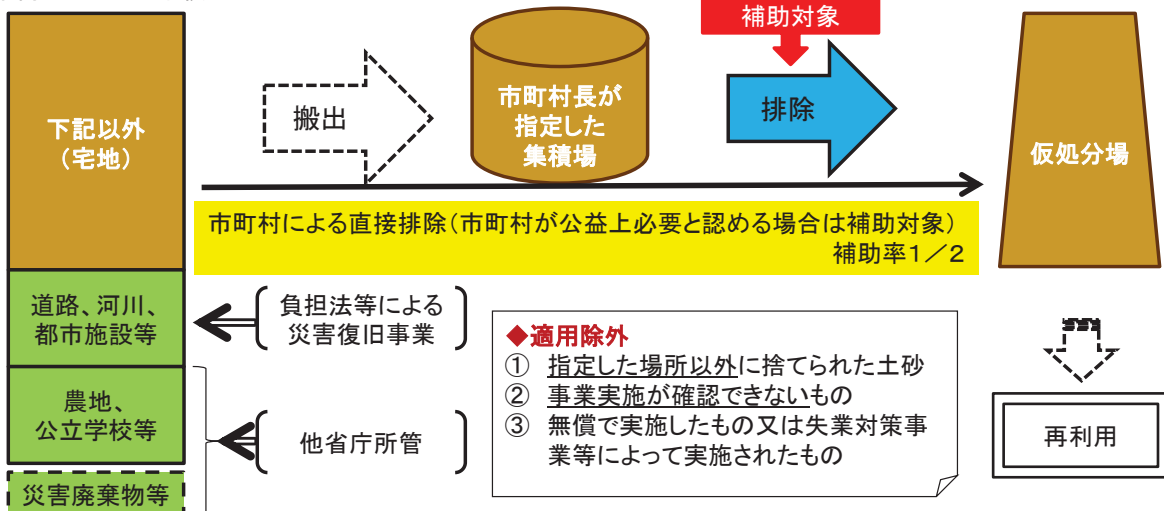 補助対象
下記以外
（宅地）
搬出
市町村長が
指定した
集積場
排除
仮処分場
市町村による直接排除（市町村が公益上必要と認める場合は補助対象）
補助率１／２
道路、河川、
都市施設等
負担法等による
災害復旧事業
農地、
公立学校等
他省庁所管
災害廃棄物等
◆適用除外
① 指定した場所以外に捨てられた土砂
② 事業実施が確認できないもの
③ 無償で実施したもの又は失業対策事
業等によって実施されたもの
再利用